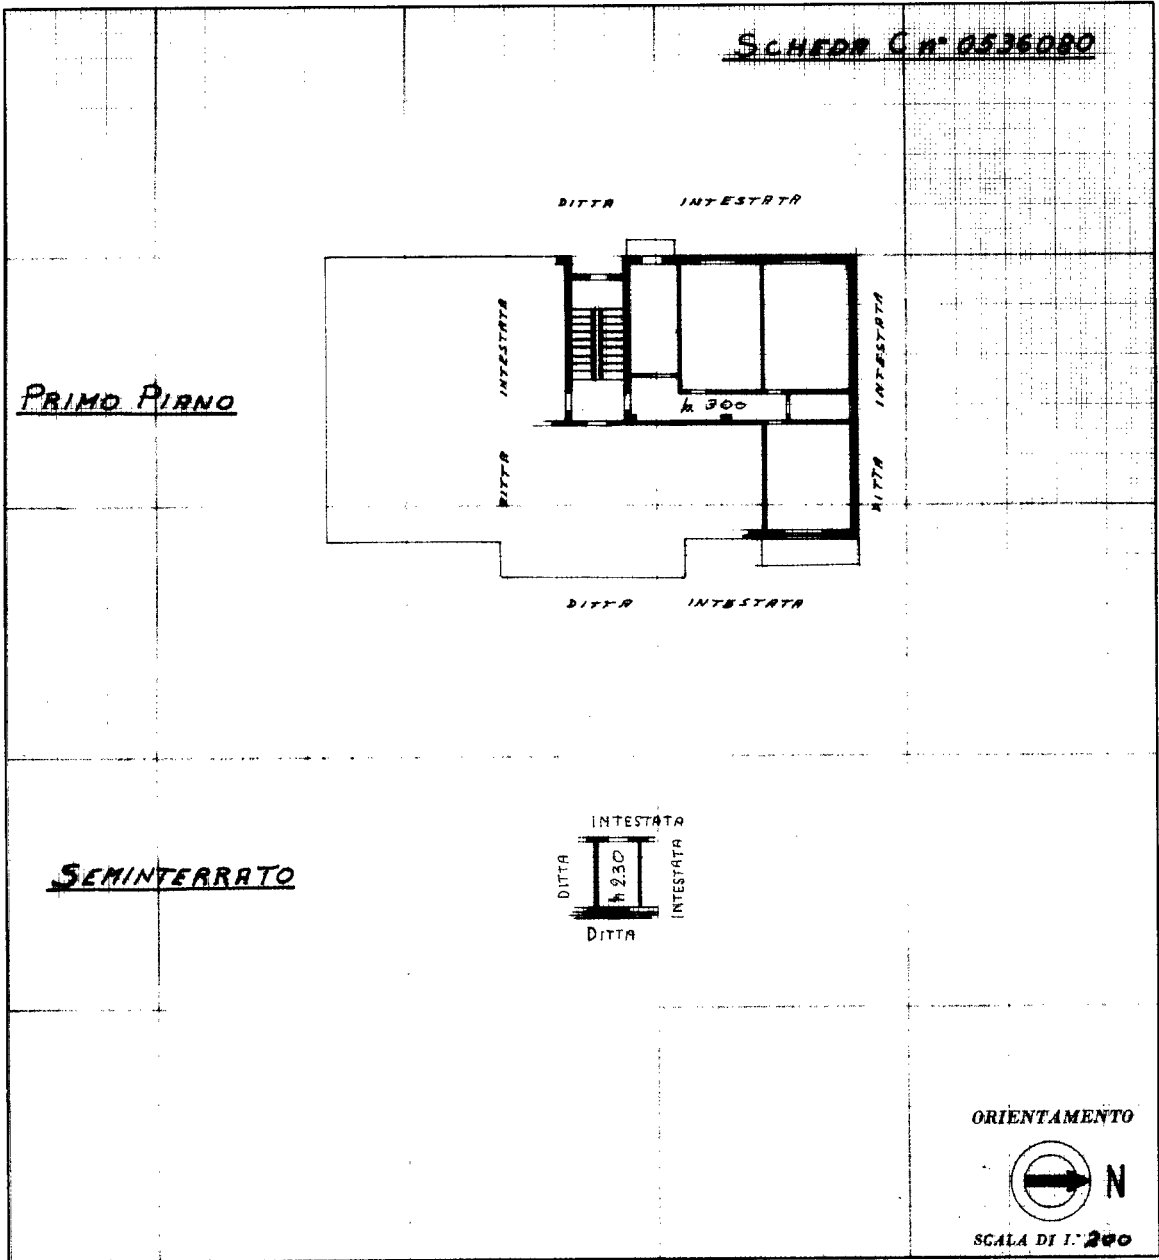 SCHEDA C n° 0536080
DITTA INTESTATA
INTESTATA
INTESTATA
PRIMO PIANO
h 300
DITTA
DITTA
DITTA INTESTATA
INTESTATA
SEMINTERRATO
DITTA
h 2.30
INTESTATA
DITTA
ORIENTAMENTO
N
SCALA DI 1:200